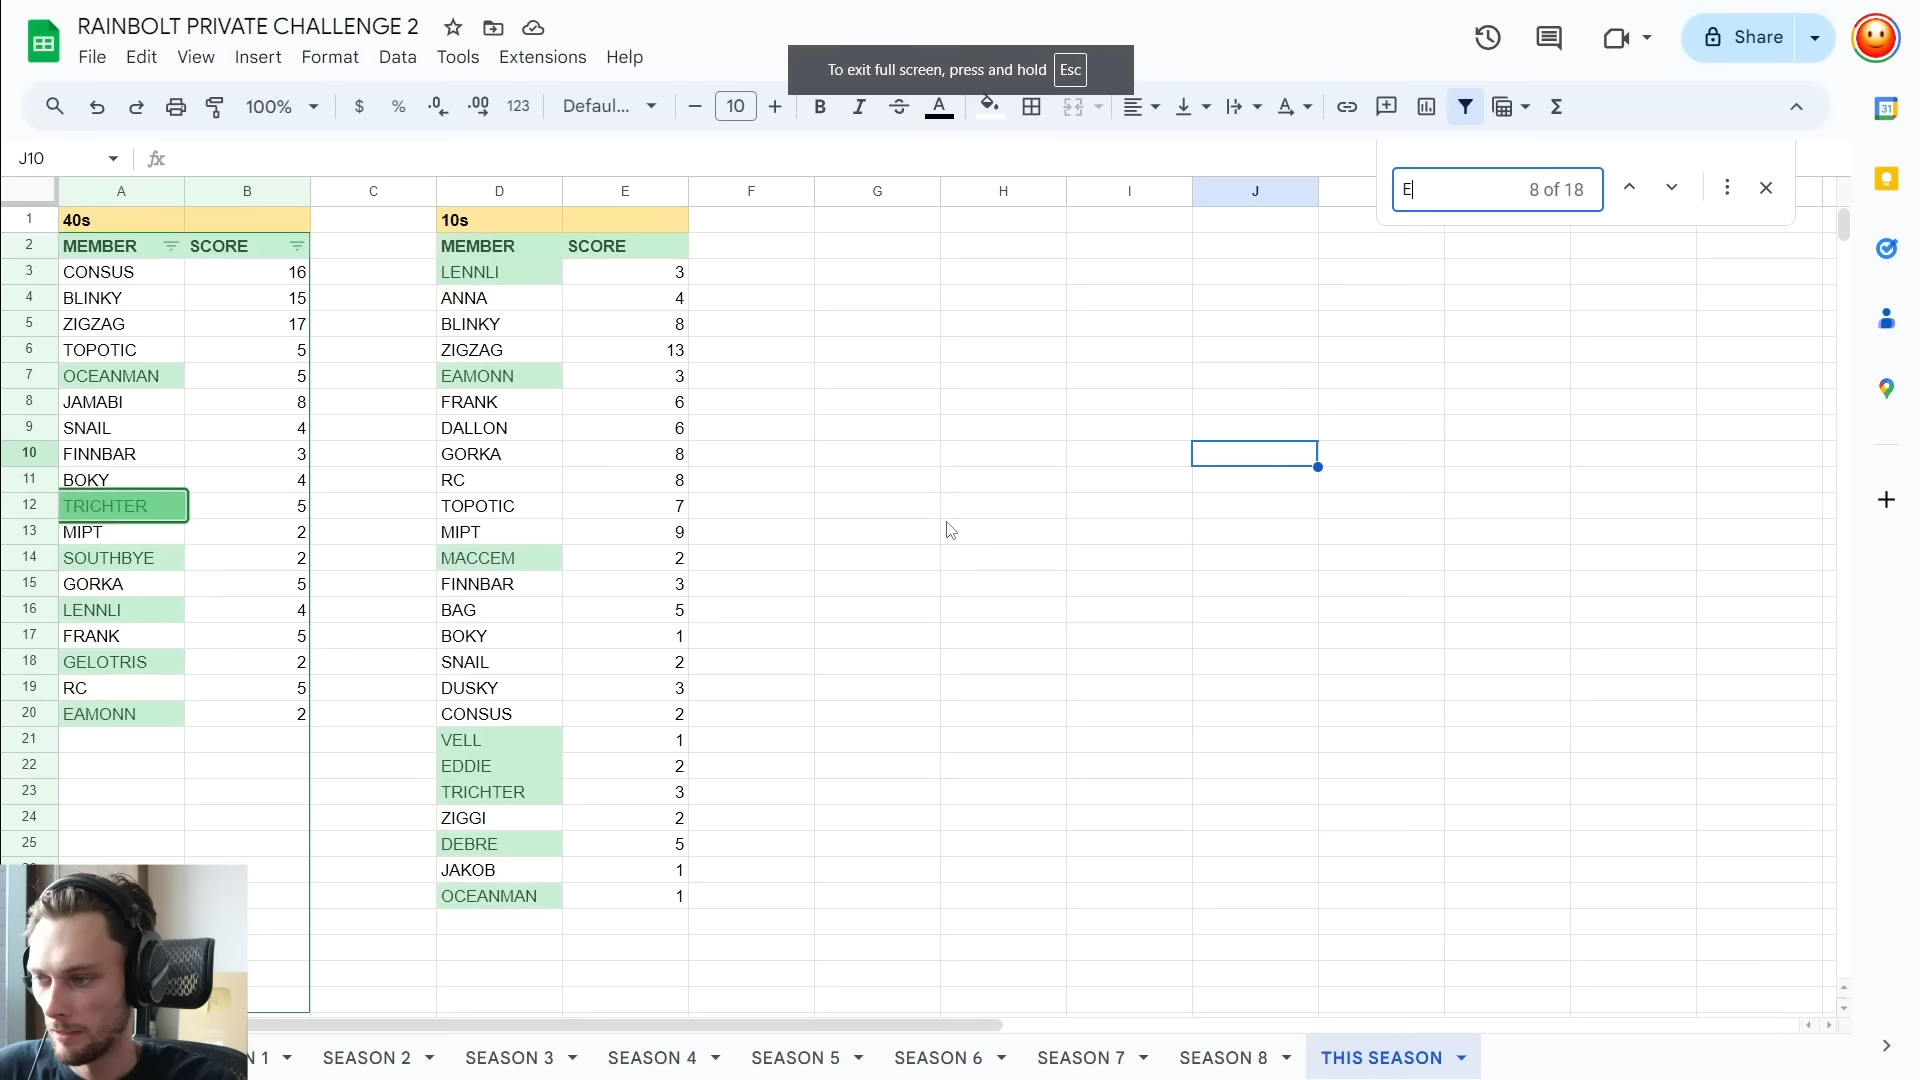 RAINBOLT PRIVATE CHALLENGE 2
File Edit View Insert Format Data Tools Extensions Help
To exit full screen, press and hold Esc
Share
100% $ % .0 .00 123 Defaul... 10 B I A Σ
31
J10 fx
E 8 of 18
A B C D E F G H I J
1 40s 10s
2 MEMBER SCORE MEMBER SCORE
3 CONSUS 16 LENNLI 3
4 BLINKY 15 ANNA 4
5 ZIGZAG 17 BLINKY 8
6 TOPOTIC 5 ZIGZAG 13
7 OCEANMAN 5 EAMONN 3
8 JAMABI 8 FRANK 6
9 SNAIL 4 DALLON 6
10 FINNBAR 3 GORKA 8
11 BOKY 4 RC 8
12 TRICHTER 5 TOPOTIC 7
13 MIPT 2 MIPT 9
14 SOUTHBYE 2 MACCEM 2
15 GORKA 5 FINNBAR 3
16 LENNLI 4 BAG 5
17 FRANK 5 BOKY 1
18 GELOTRIS 2 SNAIL 2
19 RC 5 DUSKY 3
20 EAMONN 2 CONSUS 2
21 VELL 1
22 EDDIE 2
23 TRICHTER 3
24 ZIGGI 2
25 DEBRE 5
JAKOB 1
OCEANMAN 1
N 1 SEASON 2 SEASON 3 SEASON 4 SEASON 5 SEASON 6 SEASON 7 SEASON 8 THIS SEASON